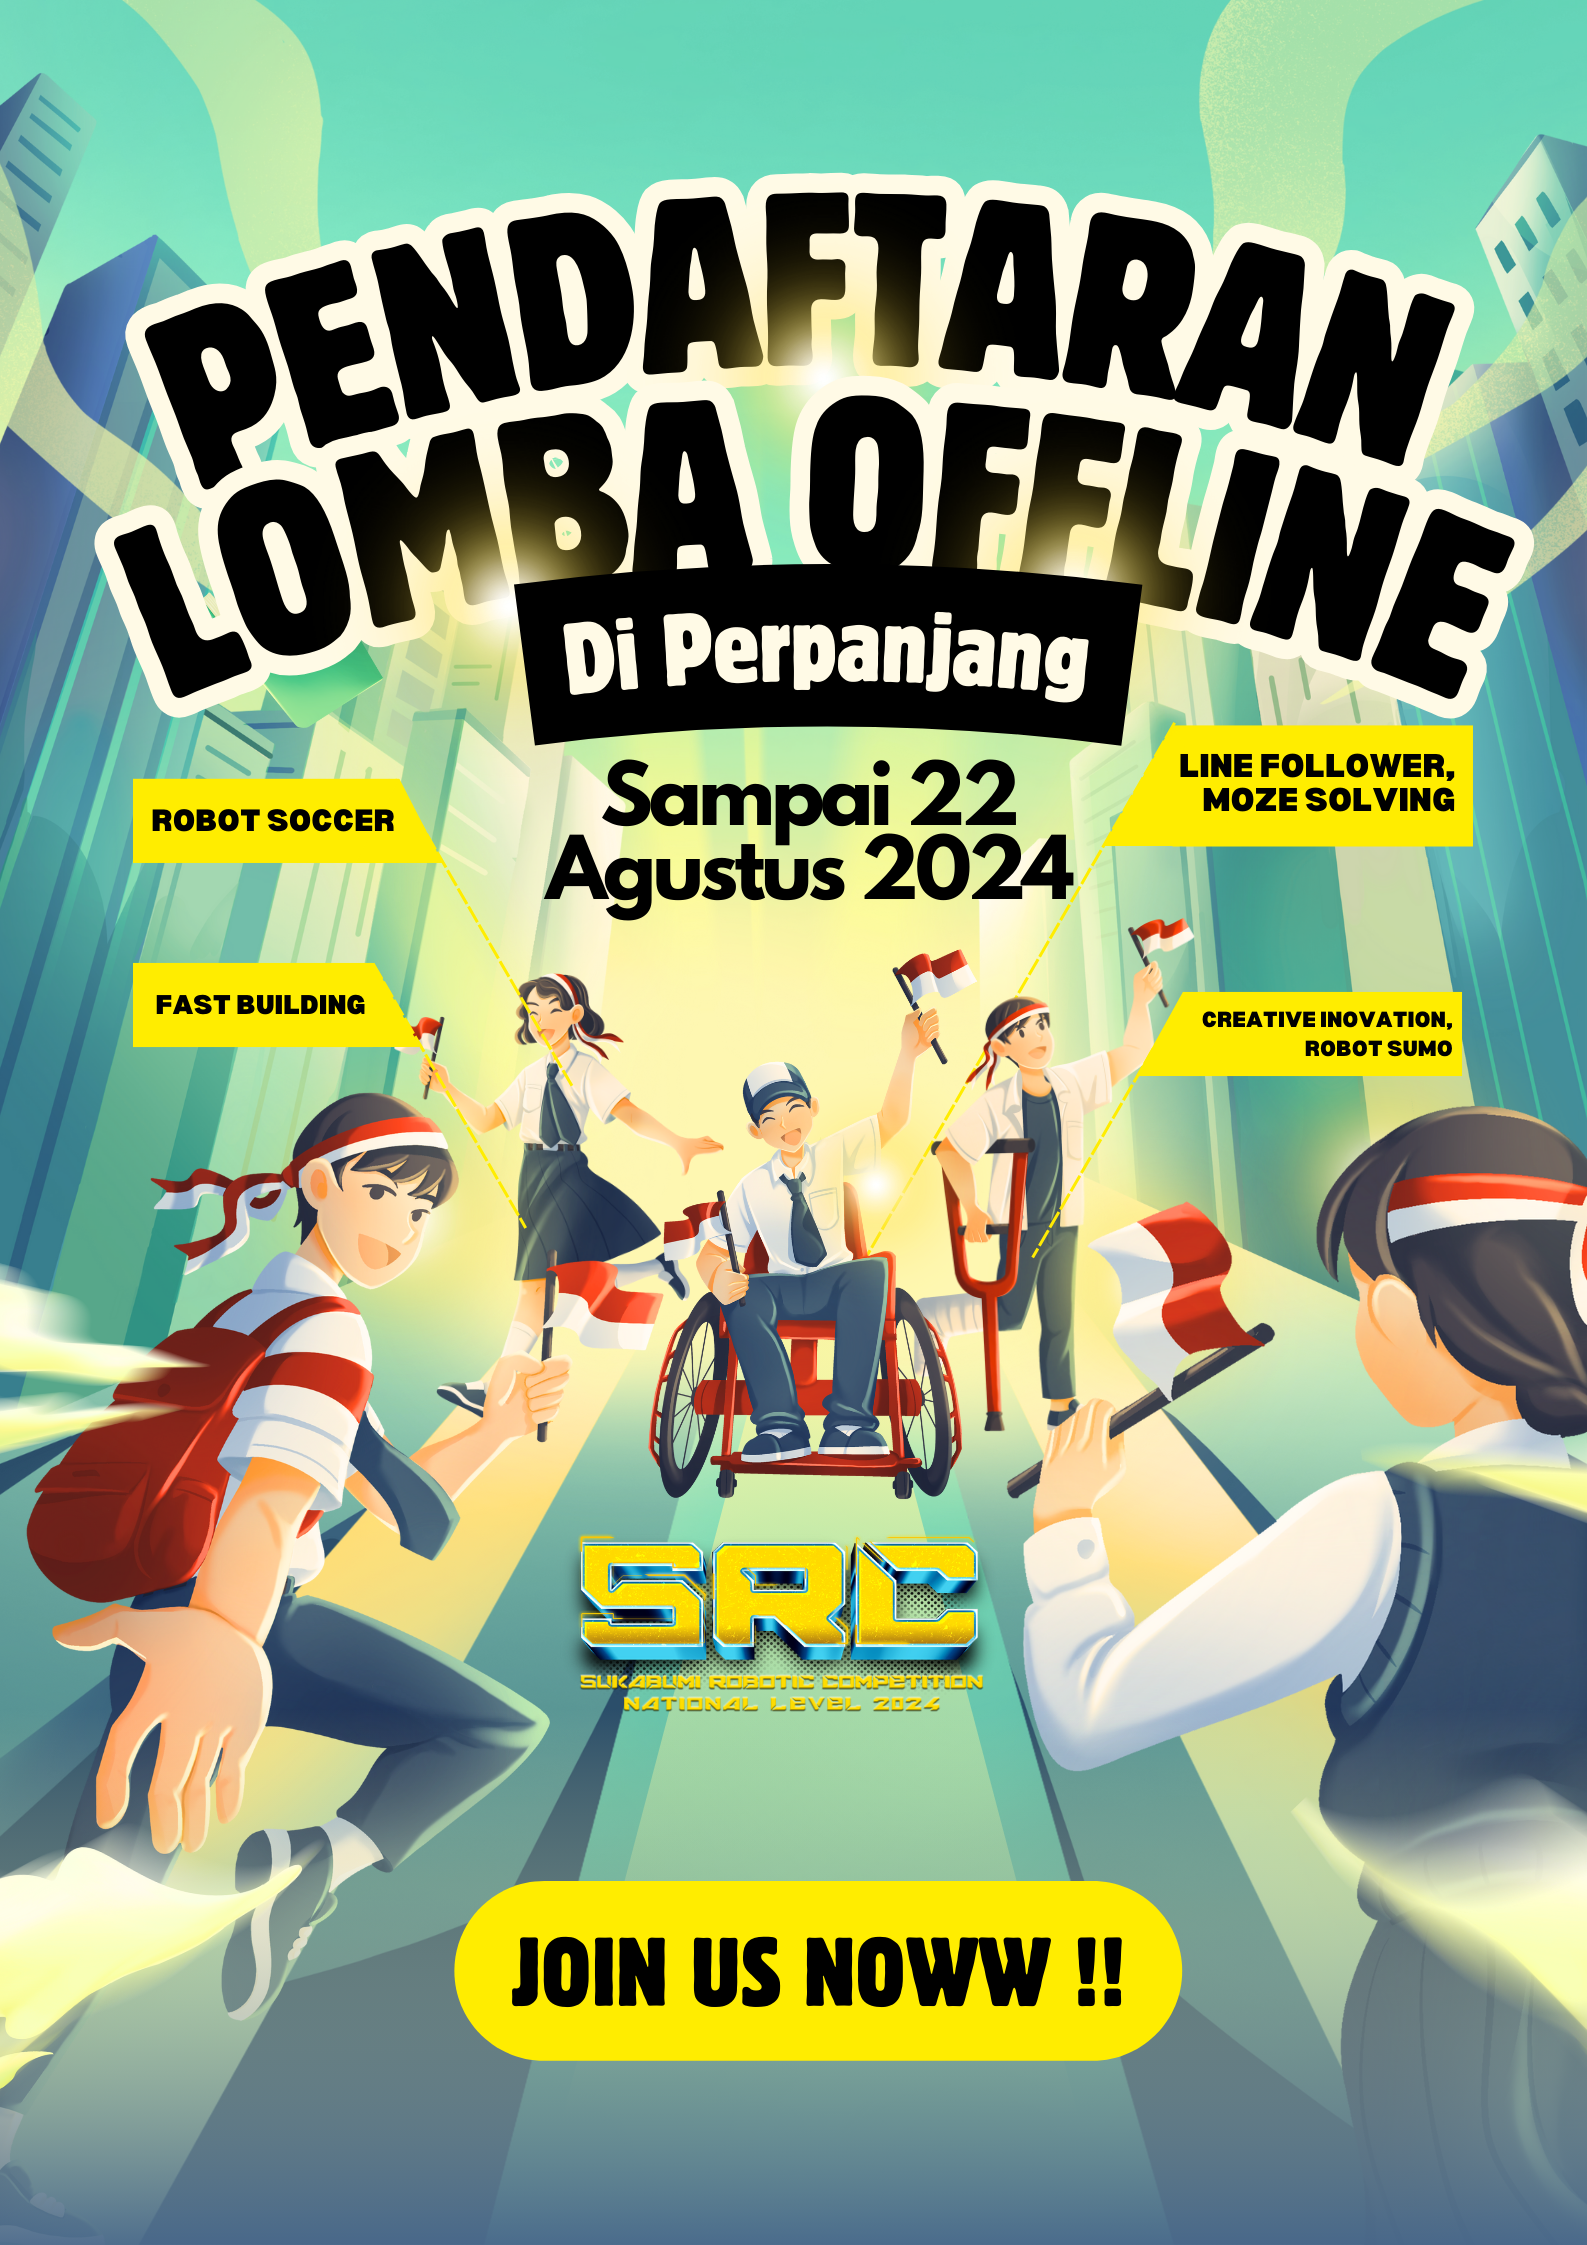 PENDAFTARAN
LOMBA OFFLINE
Di Perpanjang
Sampai 22
Agustus 2024
ROBOT SOCCER
FAST BUILDING
LINE FOLLOWER,
MOZE SOLVING
CREATIVE INOVATION,
ROBOT SUMO
SRC
SUKABUMI ROBOTIC COMPETITION
NATIONAL LEVEL 2024
JOIN US NOWW !!